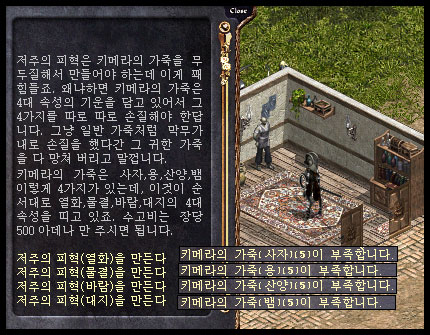 Close
저주의 피혁은 키메라의 가죽을 무
두질해서 만들어야 하는데 이게 꽤
힘들죠. 왜냐하면 키메라의 가죽은
4대 속성의 기운을 담고 있어서 그
4가지를 따로 따로 손질해야 한답
니다. 그냥 일반 가죽처럼 막무가
내로 손질을 했다간 그 귀한 가죽
을 다 망쳐 버리고 말겁니다.
키메라의 가죽은 사자,용,산양,뱀
이렇게 4가지가 있는데, 이것이 순
서대로 열화,물결,바람,대지의 4대
속성을 띠고 있죠. 수고비는 장당
500 아데나 만 주시면 됩니다.
저주의 피혁(열화)을 만든다
저주의 피혁(물결)을 만든다
저주의 피혁(바람)을 만든다
저주의 피혁(대지)을 만든다
키메라의 가죽(사자)(5)이 부족합니다.
키메라의 가죽(용)(5)이 부족합니다.
키메라의 가죽(산양)(5)이 부족합니다.
키메라의 가죽(뱀)(5)이 부족합니다.